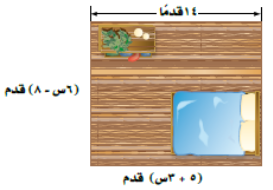 ١٤ قدمًا
(٦س - ٨) قدم
(٥ + ٣س) قدم